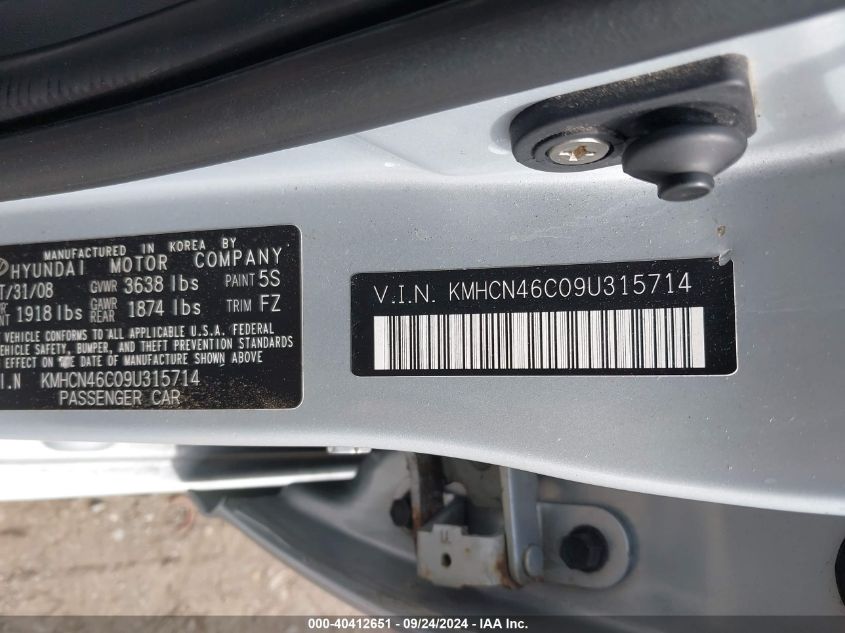 MANUFACTURED IN KOREA BY
HYUNDAI MOTOR COMPANY
T/31/08 GVWR 3638 lbs PAINT 5S
1918 lbs GAWR REAR 1874 lbs TRIM FZ
VEHICLE CONFORMS TO ALL APPLICABLE U.S.A. FEDERAL
VEHICLE SAFETY, BUMPER, AND THEFT PREVENTION STANDARDS
EFFECT ON THE DATE OF MANUFACTURE SHOWN ABOVE
.I.N KMHCN46C09U315714
PASSENGER CAR
V.I.N. KMHCN46C09U315714
000-40412651 - 09/24/2024 - IAA Inc.